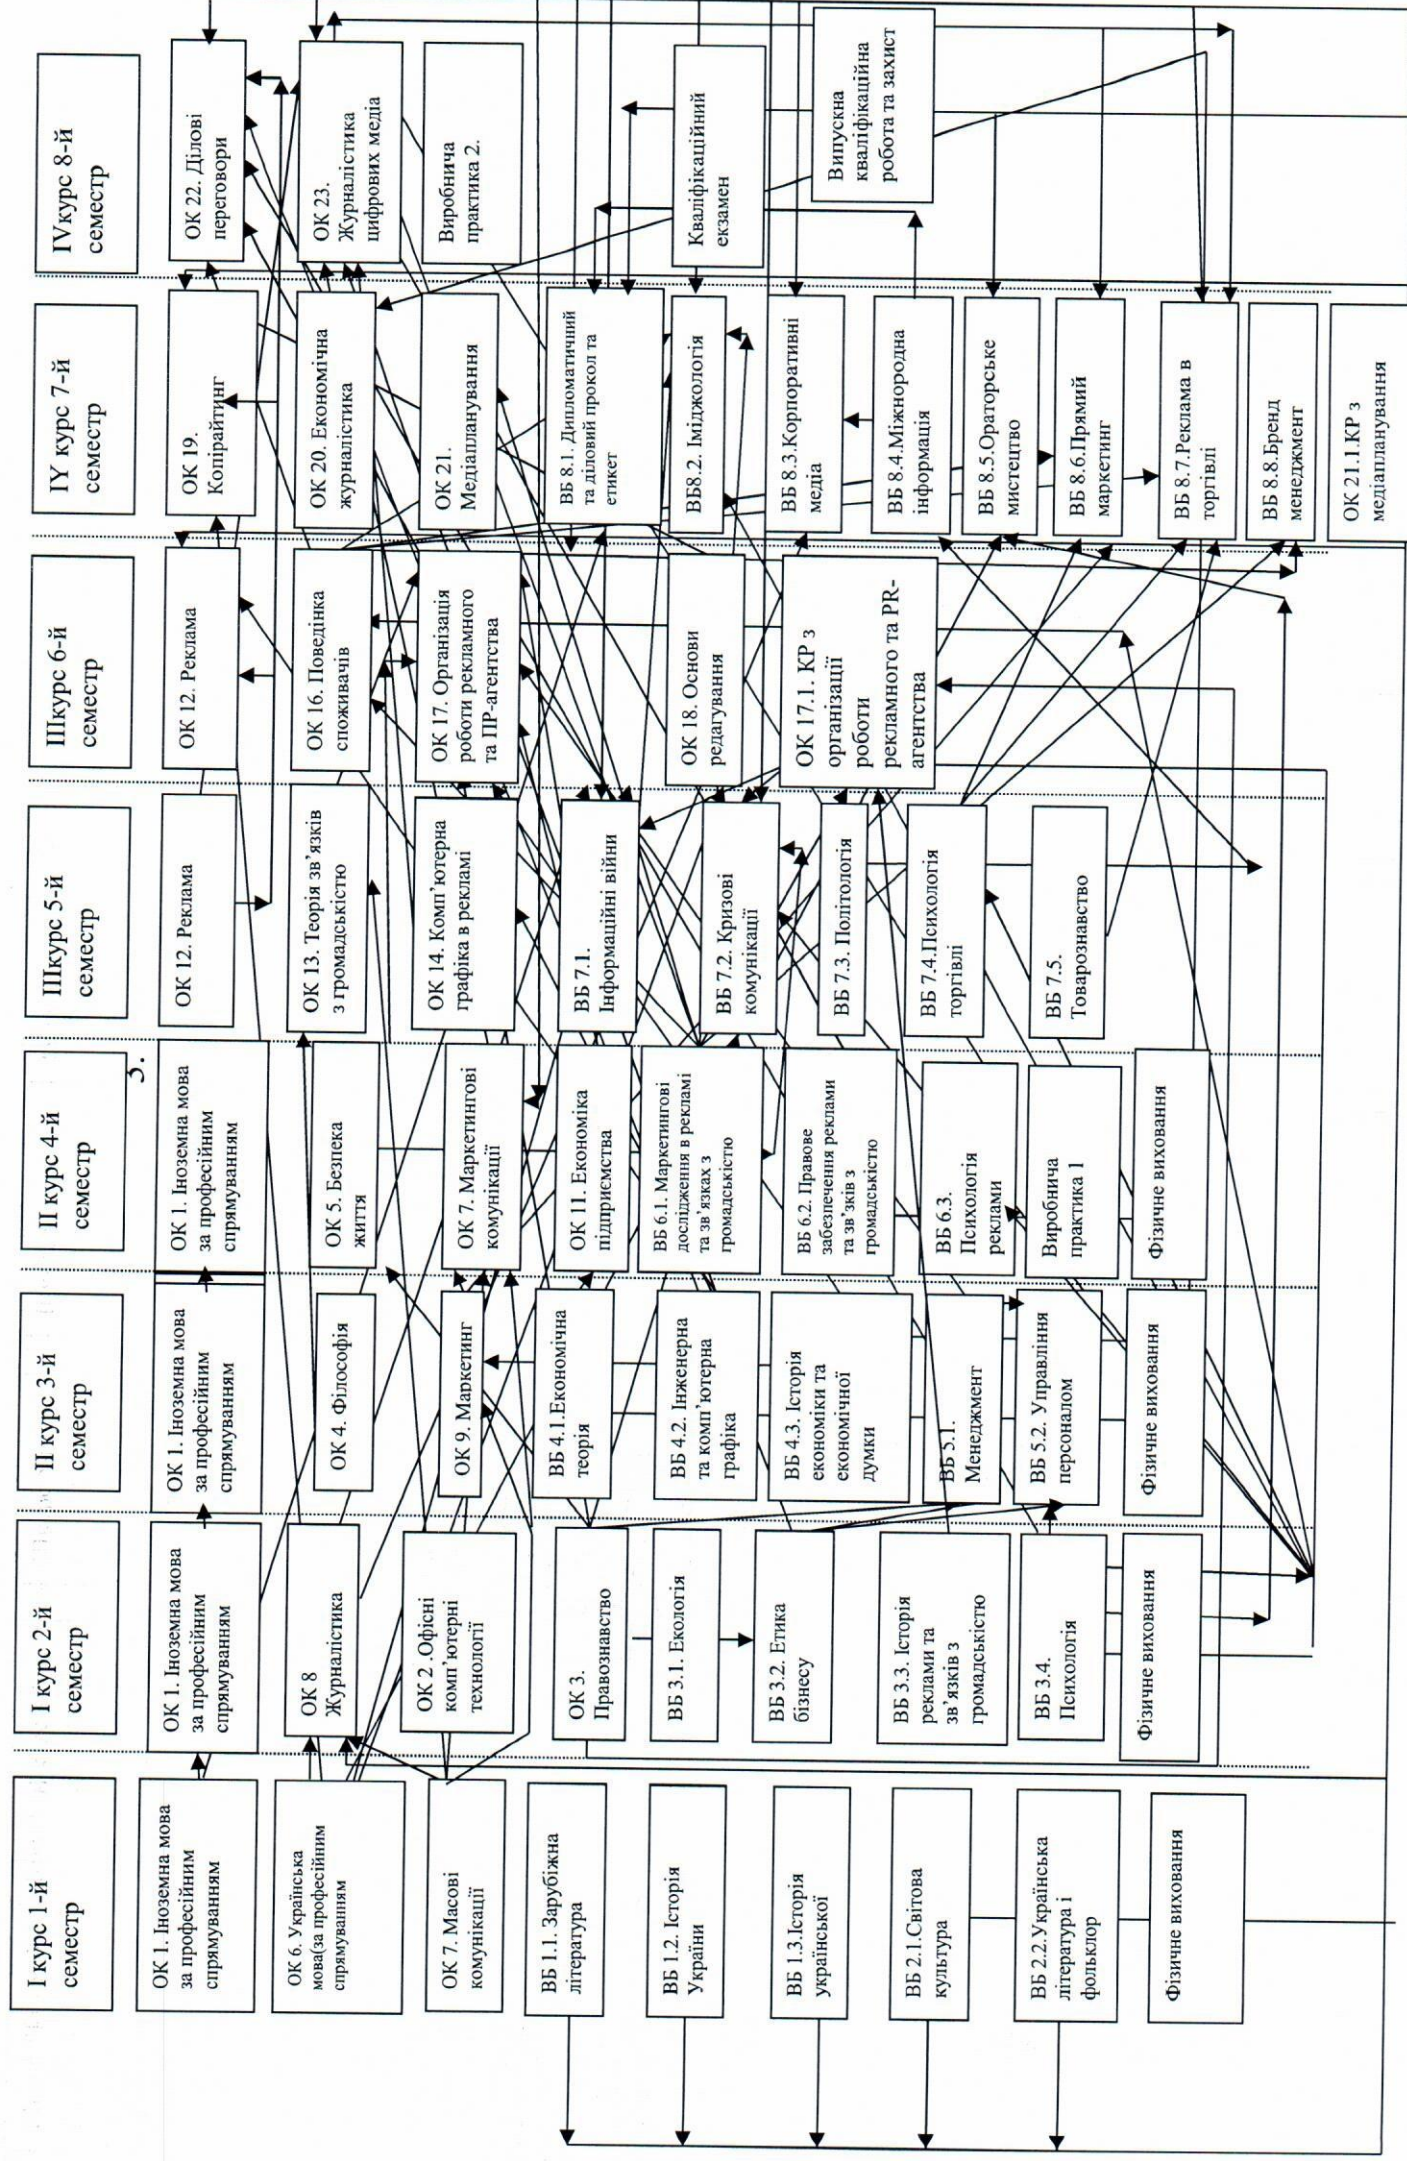 І курс 1-й
семестр
ОК 1. Іноземна мова
за професійним
спрямуванням
ОК 6. Українська
мова(за професійним
спрямуванням
ОК 7. Масові
комунікації
ВБ 1.1. Зарубіжна
література
ВБ 1.2. Історія
України
ВБ 1.3.Історія
української
ВБ 2.1.Світова
культура
ВБ 2.2.Українська
література і
фольклор
Фізичне виховання
І курс 2-й
семестр
ОК 1. Іноземна мова
за професійним
спрямуванням
ОК 8
Журналістика
ОК 2 .Офісні
комп’ютерні
технології
ОК 3.
Правознавство
ВБ 3.1. Екологія
ВБ 3.2. Етика
бізнесу
ВБ 3.3. Історія
реклами та
зв’язків з
громадськістю
ВБ 3.4.
Психологія
Фізичне виховання
ІІ курс 3-й
семестр
ОК 1. Іноземна мова
за професійним
спрямуванням
ОК 4. Філософія
ОК 9. Маркетинг
ВБ 4.1.Економічна
теорія
ВБ 4.2. Інженерна
та комп’ютерна
графіка
ВБ 4.3. Історія
економіки та
економічної
думки
ВБ 5.1.
Менеджмент
ВБ 5.2. Управління
персоналом
Фізичне виховання
ІІ курс 4-й
семестр
3.
ОК 1. Іноземна мова
за професійним
спрямуванням
ОК 5. Безпека
життя
ОК 7. Маркетингові
комунікації
ОК 11. Економіка
підприємства
ВБ 6.1. Маркетингові
дослідження в рекламі
та зв’язках з
громадськістю
ВБ 6.2. Правове
забезпечення реклами
та зв’зків з
громадськістю
ВБ 6.3.
Психологія
реклами
Виробнича
практика 1
Фізичне виховання
ІІІкурс 5-й
семестр
ОК 12. Реклама
ОК 13. Теорія зв’язків
з громадськістю
ОК 14. Комп’ютерна
графіка в рекламі
ВБ 7.1.
Інформаційні війни
ВБ 7.2. Кризові
комунікації
ВБ 7.3. Політологія
ВБ 7.4.Психологія
торгівлі
ВБ 7.5.
Товарознавство
ІІІкурс 6-й
семестр
ОК 12. Реклама
ОК 16. Поведінка
споживачів
ОК 17. Організація
роботи рекламного
та ПР-агентства
ОК 18. Основи
редагування
ОК 17.1. КР з
організації
роботи
рекламного та PR-
агентства
ІY курс 7-й
семестр
ОК 19.
Копірайтинг
ОК 20. Економічна
журналістика
ОК 21.
Медіапланування
ВБ 8.1. Дипломатичний
та діловий прокол та
етикет
ВБ8.2. Іміджологія
ВБ 8.3.Корпоративні
медіа
ВБ 8.4.Міжнородна
інформація
ВБ 8.5.Ораторське
мистецтво
ВБ 8.6.Прямий
маркетинг
ВБ 8.7.Реклама в
торгівлі
ВБ 8.8.Бренд
менеджмент
ОК 21.1.КР з
медіапланування
ІVкурс 8-й
семестр
ОК 22. Ділові
переговори
ОК 23.
Журналістика
цифрових медіа
Виробнича
практика 2.
Кваліфікаційний
екзамен
Випускна
кваліфікаційна
робота та захист